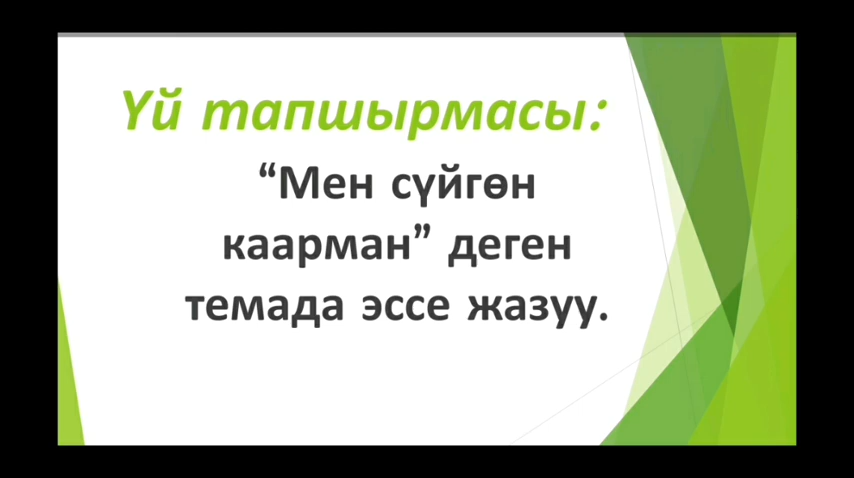 Үй тапшырмасы:
“Мен сүйгөн
каарман” деген
темада эссе жазуу.